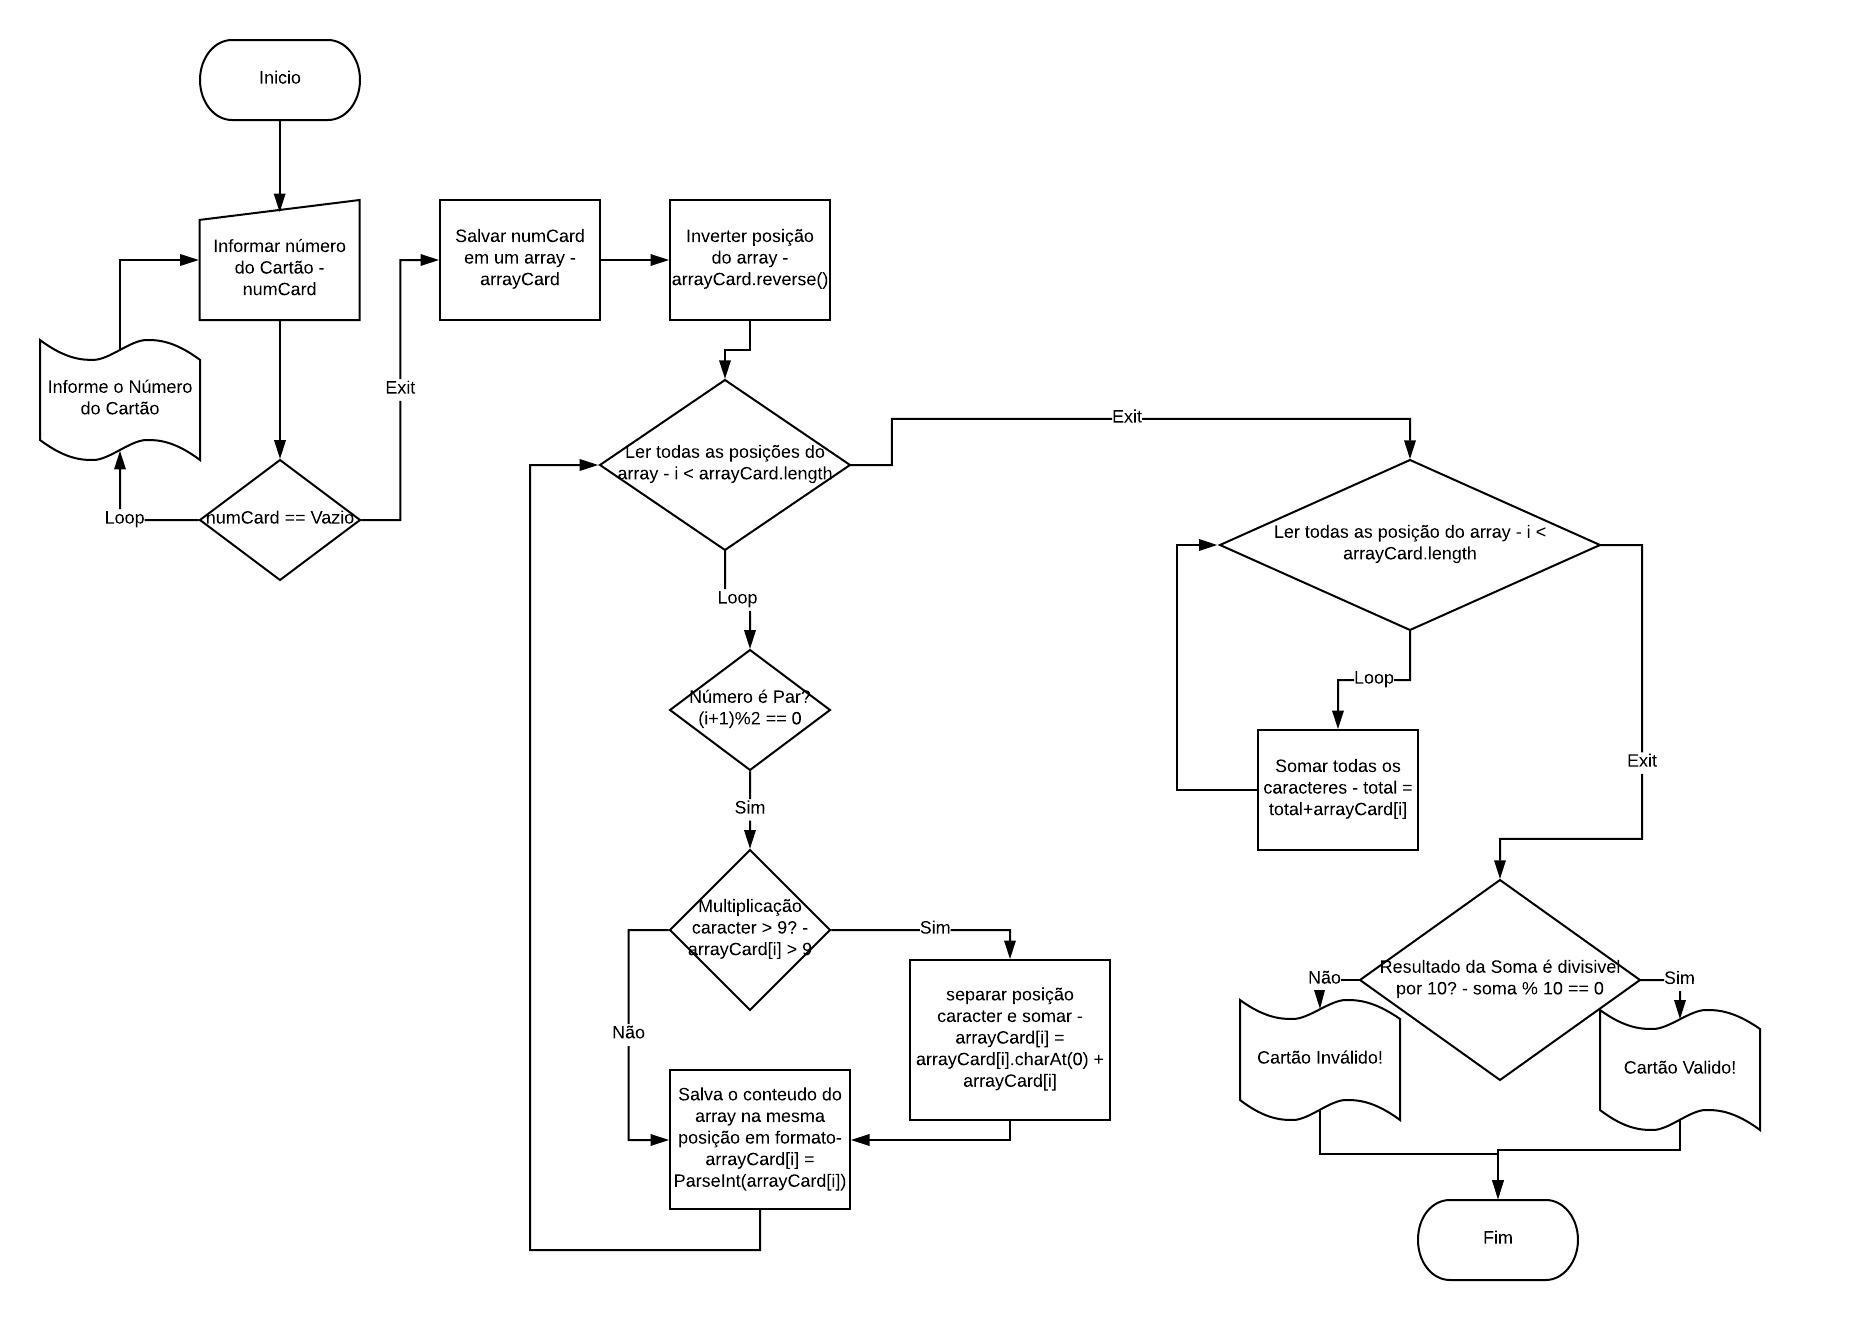 Inicio
Informar número
do Cartão -
numCard
Informe o Número
do Cartão
Loop
numCard == Vazio
Exit
Salvar numCard
em um array -
arrayCard
Inverter posição
do array -
arrayCard.reverse()
Ler todas as posições do
array - i < arrayCard.length
Exit
Loop
Número é Par?
(i+1)%2 == 0
Sim
Multiplicação
caracter > 9? -
arrayCard[i] > 9
Sim
Não
separar posição
caracter e somar -
arrayCard[i] =
arrayCard[i].charAt(0) +
arrayCard[i]
Salva o conteudo do
array na mesma
posição em formato-
arrayCard[i] =
ParseInt(arrayCard[i])
Ler todas as posição do array - i <
arrayCard.length
Loop
Somar todas os
caracteres - total =
total+arrayCard[i]
Exit
Resultado da Soma é divisivel
por 10? - soma % 10 == 0
Não
Sim
Cartão Inválido!
Cartão Valido!
Fim